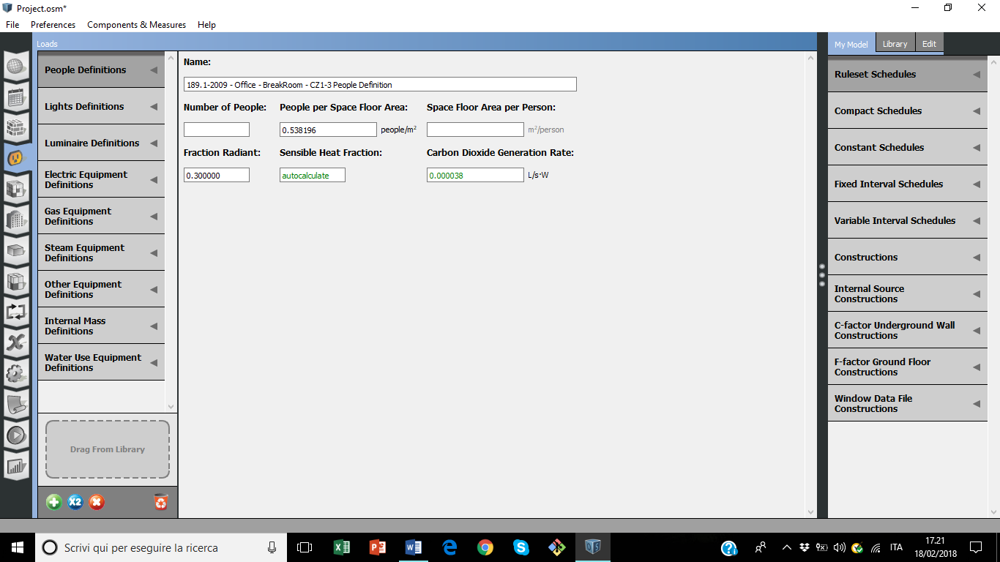 Project.osm*
File Preferences Components & Measures Help
Loads
People Definitions
Lights Definitions
Luminaire Definitions
Electric Equipment
Definitions
Gas Equipment
Definitions
Steam Equipment
Definitions
Other Equipment
Definitions
Internal Mass
Definitions
Water Use Equipment
Definitions
Drag From Library
X2
Name:
189.1-2009 - Office - BreakRoom - CZ1-3 People Definition
Number of People: People per Space Floor Area: Space Floor Area per Person:
0.538196 people/m² m²/person
Fraction Radiant: Sensible Heat Fraction: Carbon Dioxide Generation Rate:
0.300000 autocalculate 0.000038 L/s·W
My Model Library Edit
Ruleset Schedules
Compact Schedules
Constant Schedules
Fixed Interval Schedules
Variable Interval Schedules
Constructions
Internal Source
Constructions
C-factor Underground Wall
Constructions
F-factor Ground Floor
Constructions
Window Data File
Constructions
Scrivi qui per eseguire la ricerca
ITA
17.21
18/02/2018